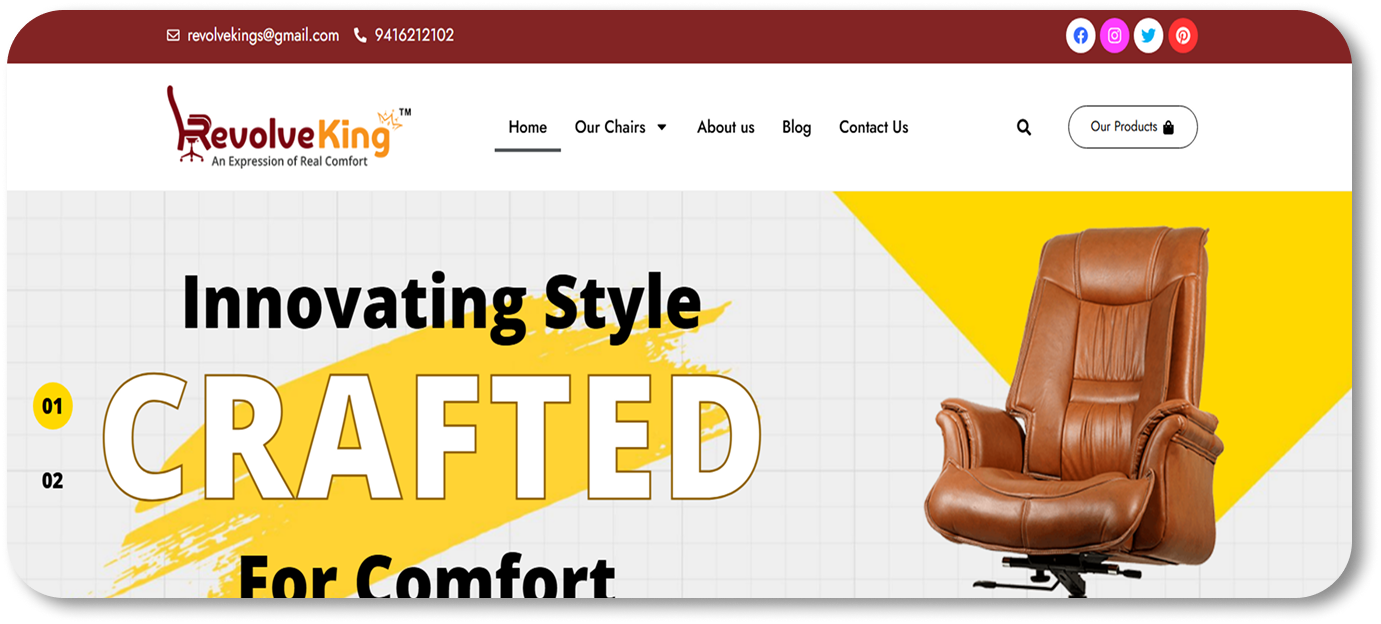 revolvekings@gmail.com 9416212102
RevolveKing™
An Expression of Real Comfort
Home Our Chairs About us Blog Contact Us
Our Products
Innovating Style
01
CRAFTED
02
For Comfort